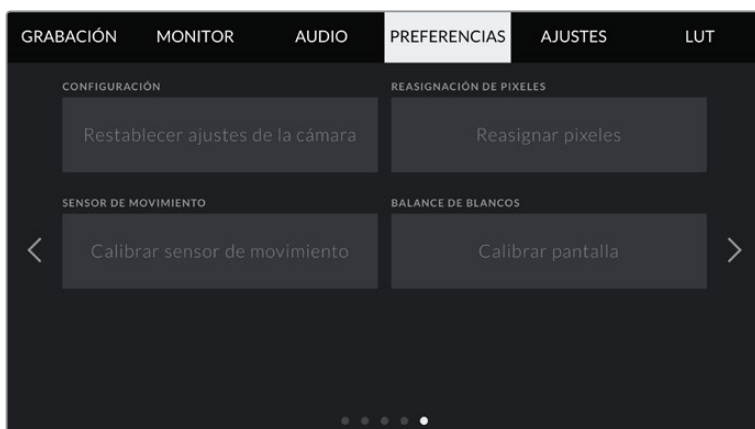 GRABACIÓN MONITOR AUDIO PREFERENCIAS AJUSTES LUT
CONFIGURACIÓN REASIGNACIÓN DE PIXELES
Restablecer ajustes de la cámara Reasignar pixeles
SENSOR DE MOVIMIENTO BALANCE DE BLANCOS
Calibrar sensor de movimiento Calibrar pantalla